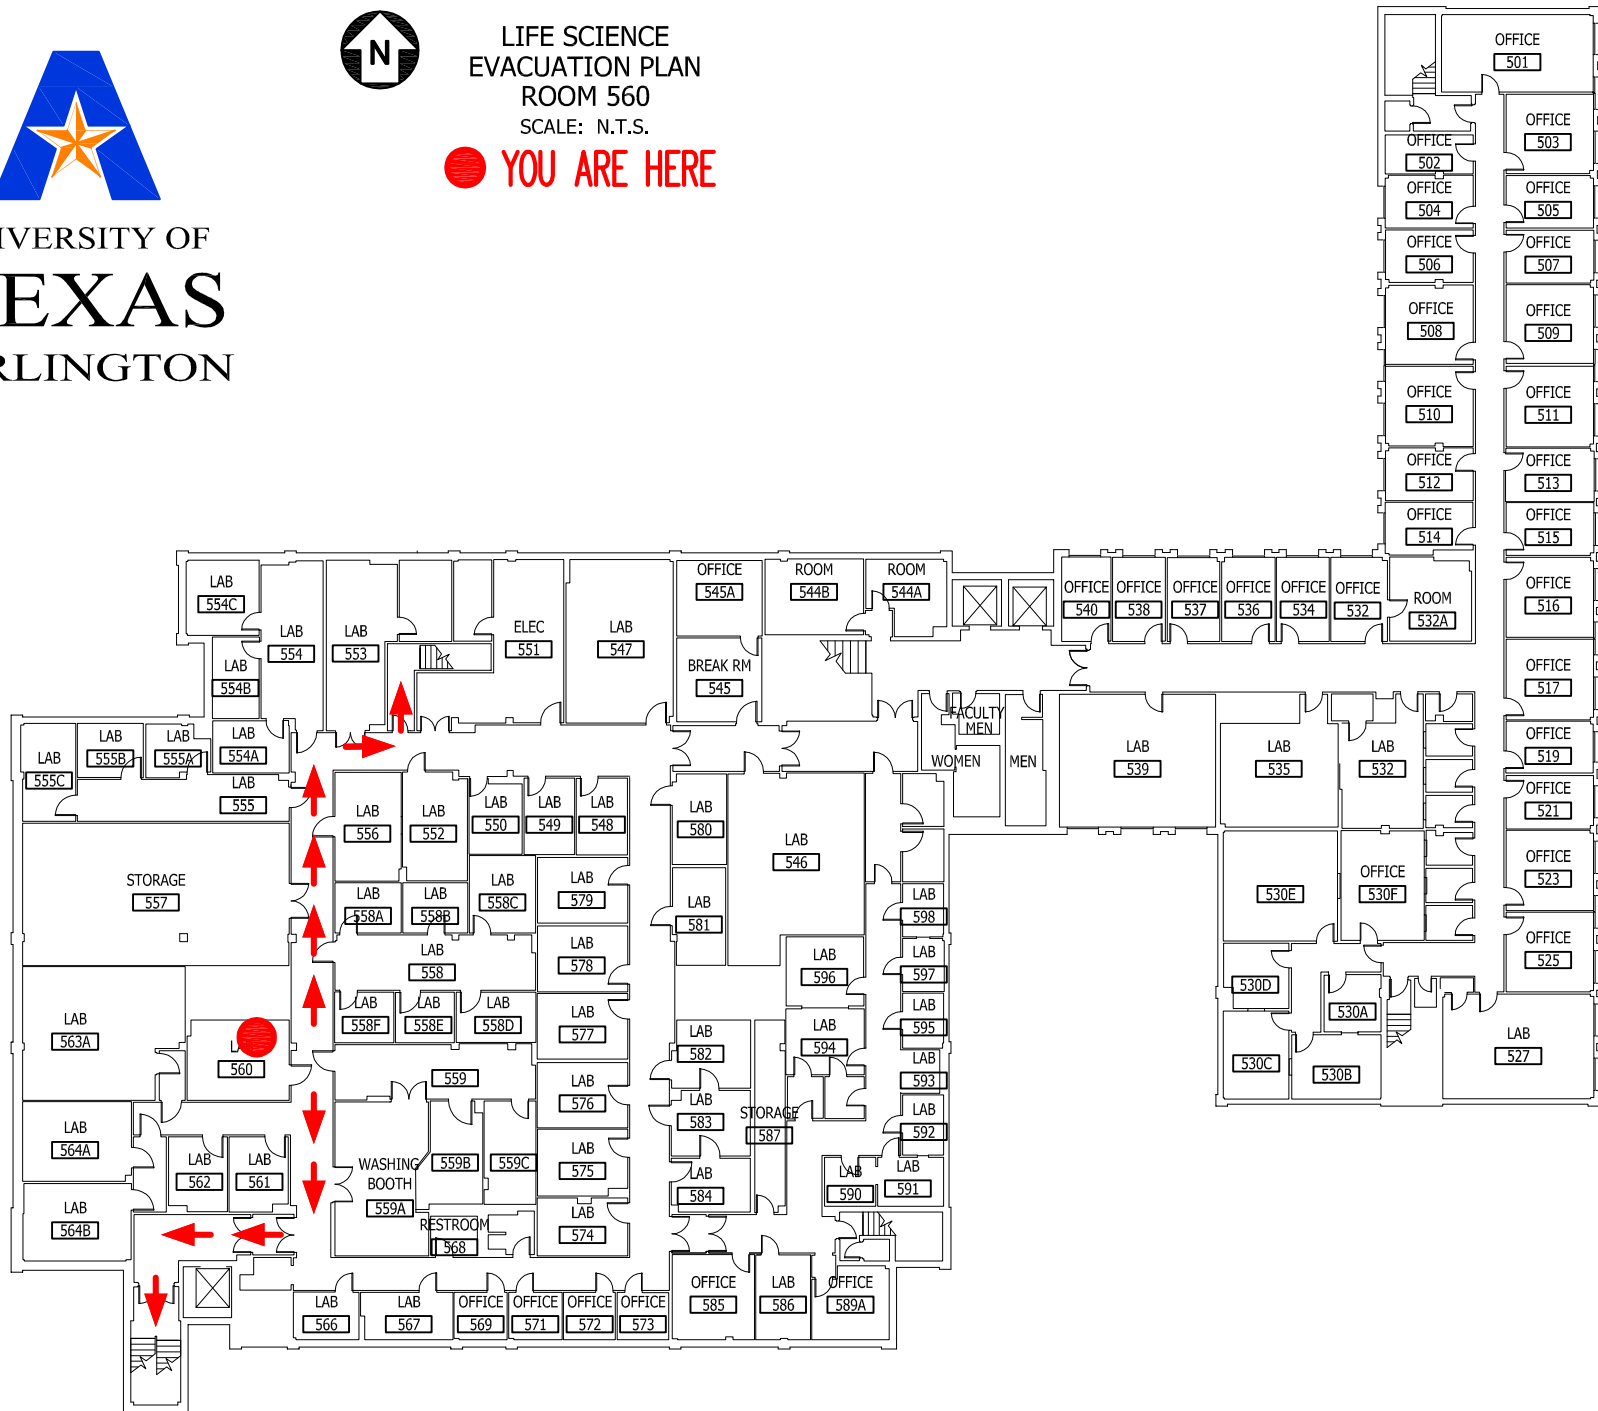 N
LIFE SCIENCE
EVACUATION PLAN
ROOM 560
SCALE: N.T.S.
YOU ARE HERE
IVERSITY OF
EXAS
RLINGTON
OFFICE
501
OFFICE
503
OFFICE
502
OFFICE
504
OFFICE
505
OFFICE
506
OFFICE
507
OFFICE
508
OFFICE
509
OFFICE
510
OFFICE
511
OFFICE
512
OFFICE
513
OFFICE
514
OFFICE
515
LAB
554C
LAB
554
LAB
553
ELEC
551
LAB
547
OFFICE
545A
ROOM
544B
ROOM
544A
OFFICE
540
OFFICE
538
OFFICE
537
OFFICE
536
OFFICE
534
OFFICE
532
ROOM
532A
OFFICE
516
LAB
554B
BREAK RM
545
OFFICE
517
FACULTY
MEN
WOMEN
MEN
LAB
555C
LAB
555B
LAB
555A
LAB
554A
LAB
555
LAB
539
LAB
535
LAB
532
OFFICE
519
OFFICE
521
LAB
556
LAB
552
LAB
550
LAB
549
LAB
548
LAB
580
LAB
546
STORAGE
557
LAB
558A
LAB
558B
LAB
558C
LAB
579
LAB
581
LAB
598
530E
OFFICE
530F
OFFICE
523
LAB
558
LAB
578
LAB
596
LAB
597
OFFICE
525
530D
530A
LAB
563A
LAB
560
LAB
558F
LAB
558E
LAB
558D
LAB
577
LAB
582
LAB
594
LAB
595
LAB
593
530C
530B
LAB
527
559
LAB
576
LAB
583
STORAGE
587
LAB
592
LAB
564A
LAB
562
LAB
561
WASHING
BOOTH
559A
559B
559C
LAB
575
LAB
584
LAB
590
LAB
591
LAB
564B
RESTROOM
568
LAB
574
LAB
566
LAB
567
OFFICE
569
OFFICE
571
OFFICE
572
OFFICE
573
OFFICE
585
LAB
586
OFFICE
589A